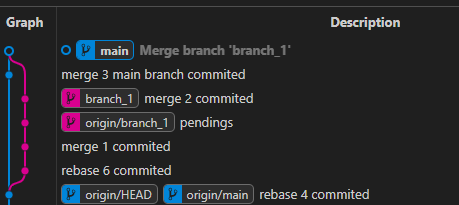 Graph Description
main Merge branch 'branch_1'
merge 3 main branch commited
branch_1 merge 2 commited
origin/branch_1 pendings
merge 1 commited
rebase 6 commited
origin/HEAD origin/main rebase 4 commited